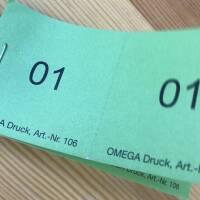 01
01
A Druck, Art.-Nr. 106
OMEGA Druck, Art.-N